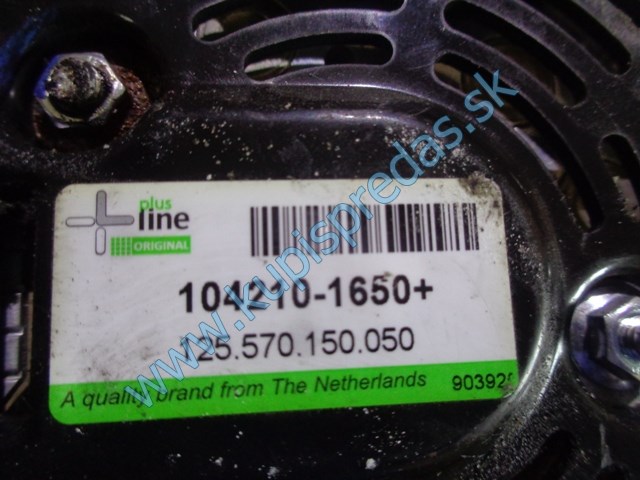 plus
line
ORIGINAL
104210-1650+
125.570.150.050
A quality brand from The Netherlands
www.kupispredas.sk